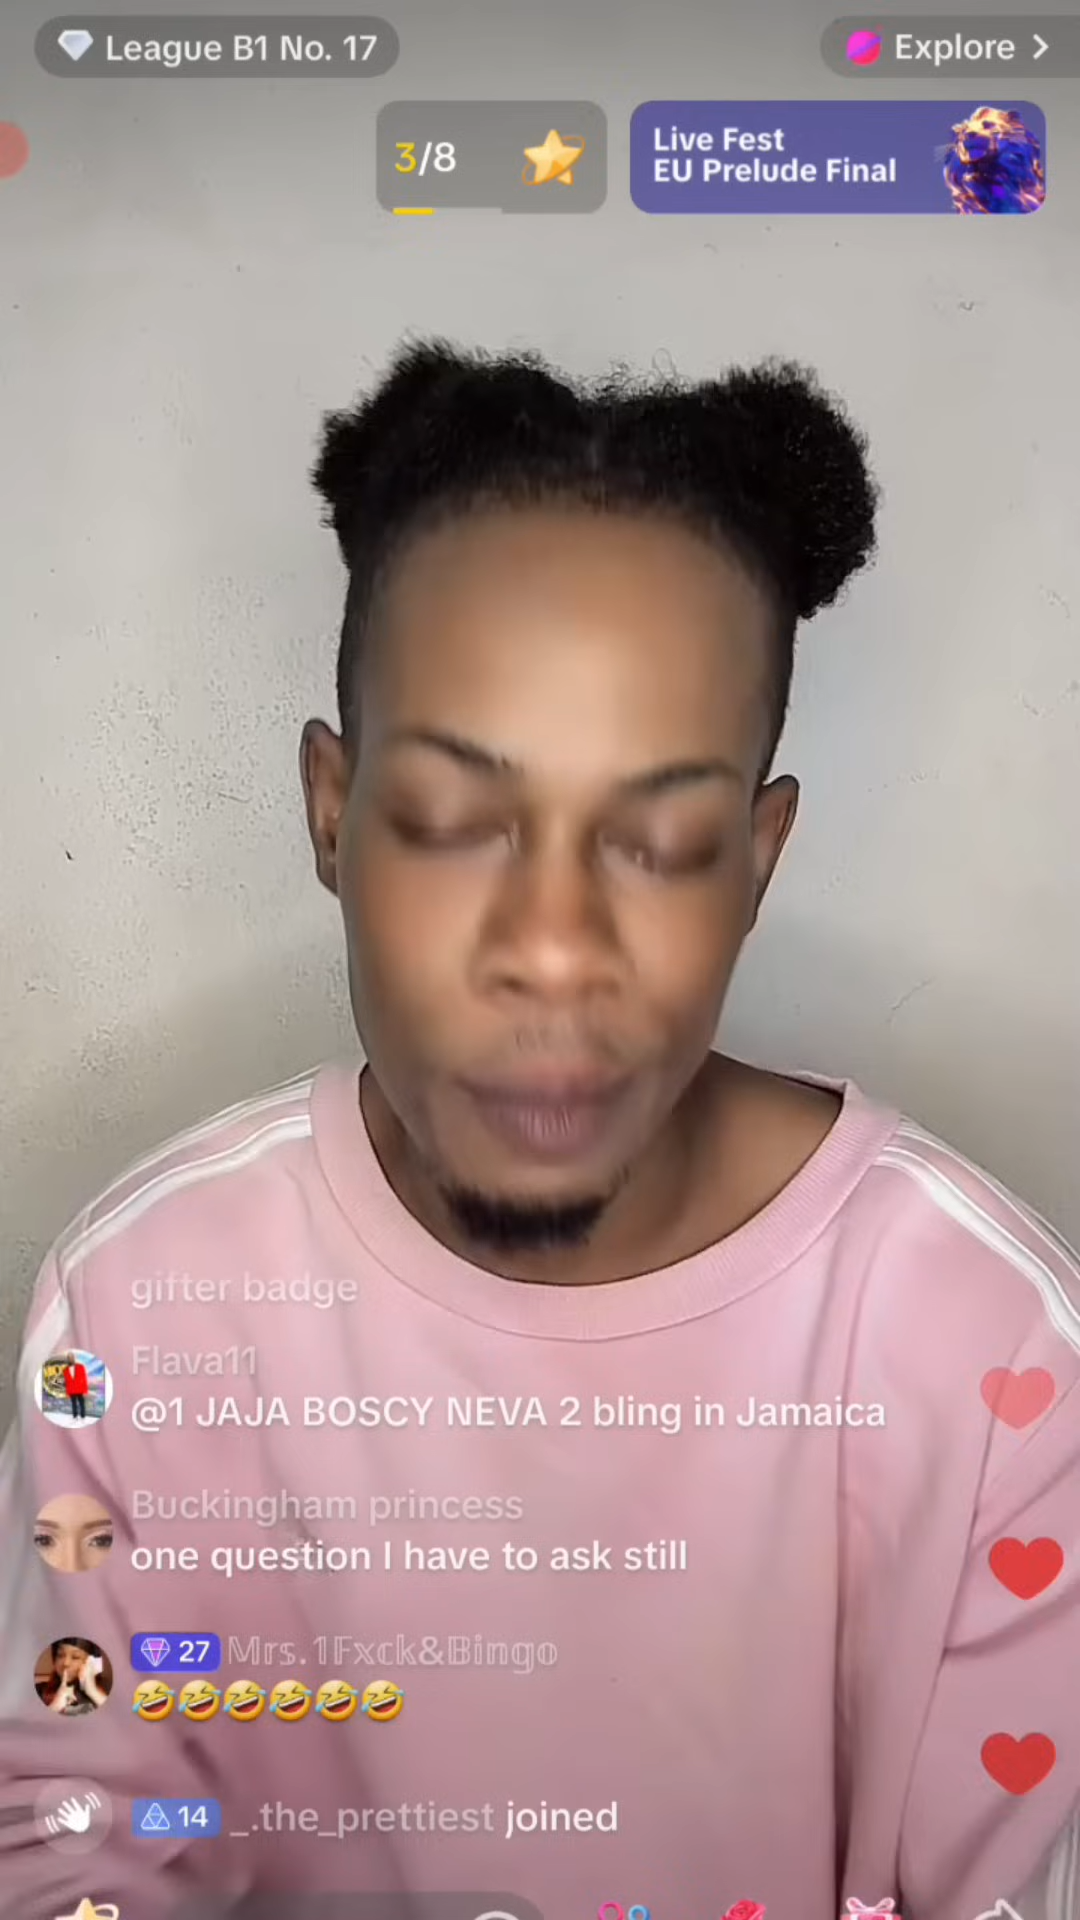 League B1 No. 17
Explore
3/8
Live Fest
EU Prelude Final
gifter badge
Flava11
@1 JAJA BOSCY NEVA 2 bling in Jamaica
Buckingham princess
one question I have to ask still
27 Mrs.1Fxck&Bingo
🤣🤣🤣🤣🤣🤣
14 _.the_prettiest joined